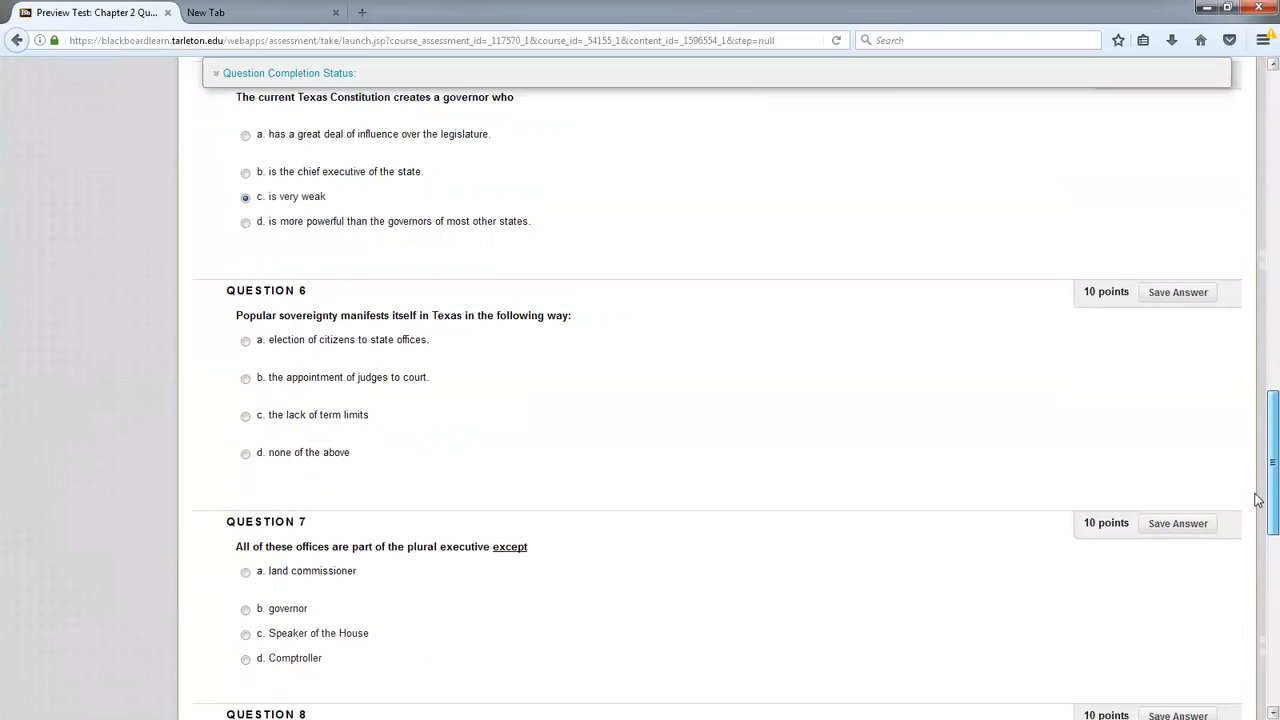 Preview Test: Chapter 2 Qu...
New Tab
https://blackboardlearn.tarleton.edu/webapps/assessment/take/launch.jsp?course_assessment_id=_117570_1&course_id=_54155_1&content_id=_1596554_1&step=null
Search
Question Completion Status:
The current Texas Constitution creates a governor who
a. has a great deal of influence over the legislature.
b. is the chief executive of the state.
c. is very weak
d. is more powerful than the governors of most other states.
QUESTION 6
10 points
Save Answer
Popular sovereignty manifests itself in Texas in the following way:
a. election of citizens to state offices.
b. the appointment of judges to court.
c. the lack of term limits
d. none of the above
QUESTION 7
10 points
Save Answer
All of these offices are part of the plural executive except
a. land commissioner
b. governor
c. Speaker of the House
d. Comptroller
QUESTION 8
10 points
Save Answer